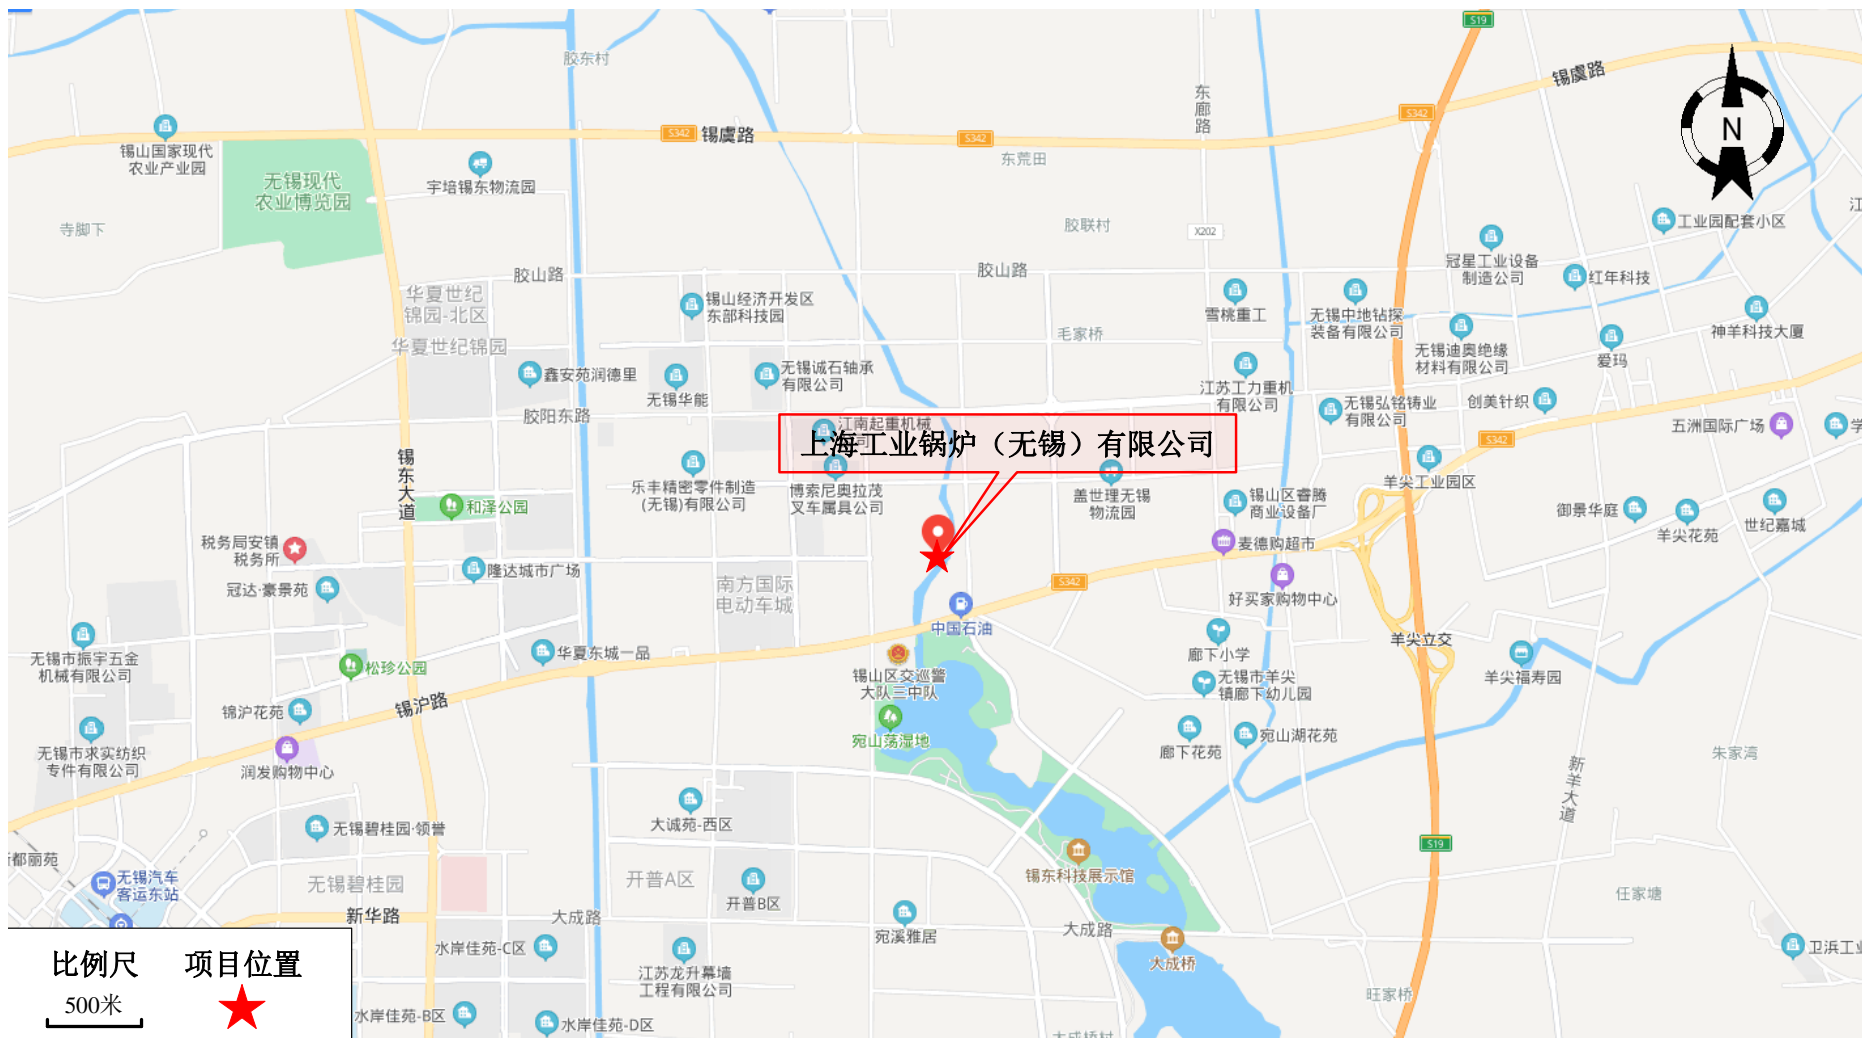 S19
胶东村
锡虞路
东
廊
路
S342
锡虞路
S342
S342
N
锡山国家现代
农业产业园
宇培锡东物流园
东荒田
无锡现代
农业博览园
寺脚下
胶联村
X202
工业园配套小区
江
冠星工业设备
制造公司
红年科技
胶山路
胶山路
华夏世纪
锦园-北区
锡山经济开发区
东部科技园
雪桃重工
无锡中地钻探
装备有限公司
神羊科技大厦
毛家桥
华夏世纪锦园
无锡迪奥绝缘
材料有限公司
爱玛
鑫安苑润德里
无锡华能
无锡诚石轴承
有限公司
江苏工力重机
有限公司
无锡弘铭铸业
有限公司
创美针织
胶阳东路
江南起重机械
上海工业锅炉（无锡）有限公司
五洲国际广场
学
S342
锡
东
大
道
乐丰精密零件制造
(无锡)有限公司
博索尼奥拉茂
叉车属具公司
盖世理无锡
物流园
锡山区睿腾
商业设备厂
羊尖工业园区
御景华庭
羊尖花苑
世纪嘉城
和泽公园
税务局安镇
税务所
麦德购超市
隆达城市广场
冠达·豪景苑
南方国际
电动车城
S342
好买家购物中心
中国石油
无锡市振宇五金
机械有限公司
松珍公园
华夏东城一品
锡山区交巡警
大队三中队
廊下小学
羊尖立交
无锡市羊尖
镇廊下幼儿园
羊尖福寿园
锡沪路
锦沪花苑
宛山荡湿地
廊下花苑
宛山湖花苑
无锡市求实纺织
专件有限公司
润发购物中心
朱家湾
新
羊
大
道
大诚苑-西区
无锡碧桂园·领誉
S19
都丽苑
无锡汽车
客运东站
无锡碧桂园
开普A区
开普B区
锡东科技展示馆
任家塘
新华路
大成路
宛溪雅居
大成路
水岸佳苑-C区
卫浜工业
大成桥
江苏龙升幕墙
工程有限公司
旺家桥
水岸佳苑-B区
水岸佳苑-D区
大成桥村
比例尺
项目位置
500米